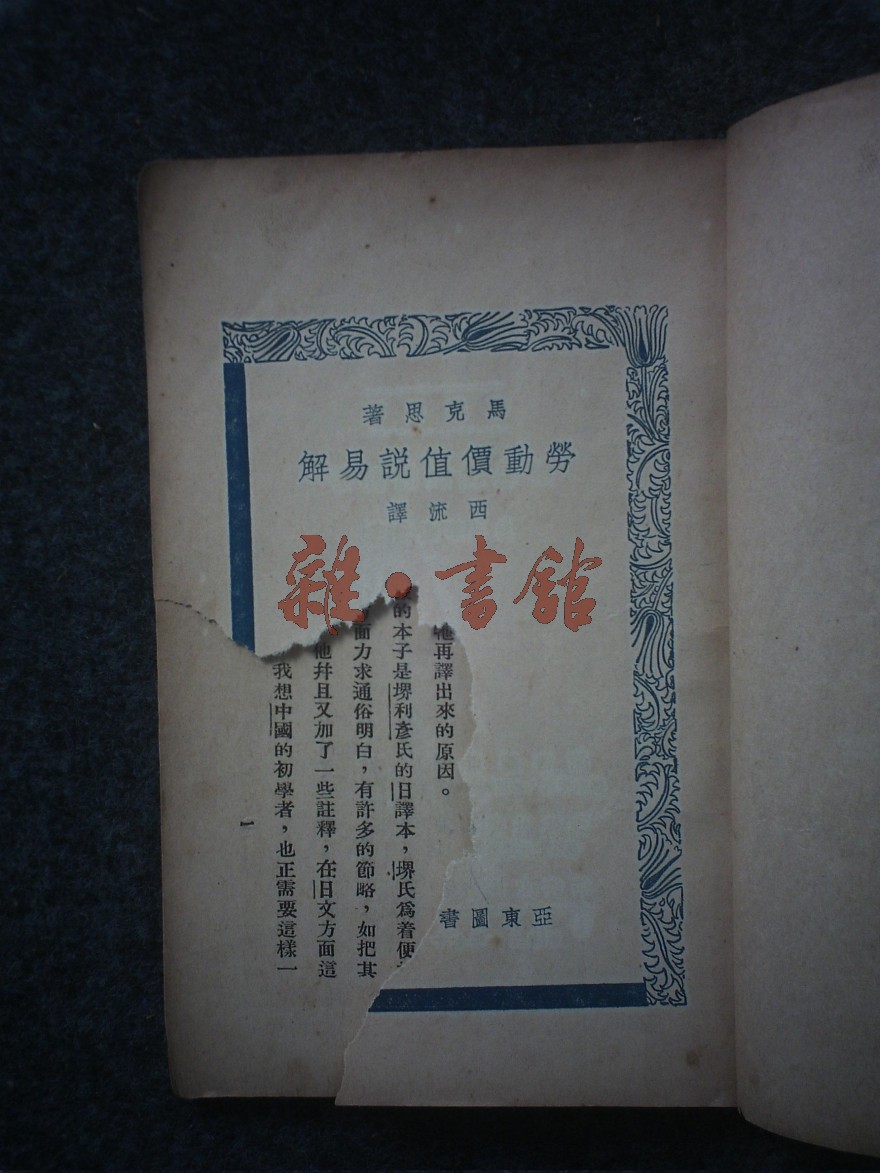 馬克思著
勞動價值説易解
西流譯
雜·書館
亞東圖書
再譯出來的原因。
的本子是堺利彥氏的日譯本，堺氏爲着便
面力求通俗明白，有許多的節略，如把其
他幷且又加了一些註釋，在日文方面這
我想中國的初學者，也正需要這樣一
一